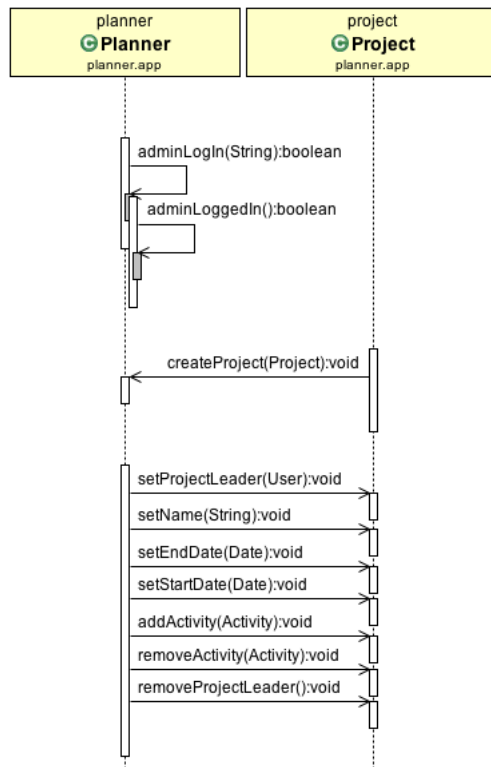 planner
C Planner
planner.app
project
C Project
planner.app
adminLogIn(String):boolean
adminLoggedIn():boolean
createProject(Project):void
setProjectLeader(User):void
setName(String):void
setEndDate(Date):void
setStartDate(Date):void
addActivity(Activity):void
removeActivity(Activity):void
removeProjectLeader():void